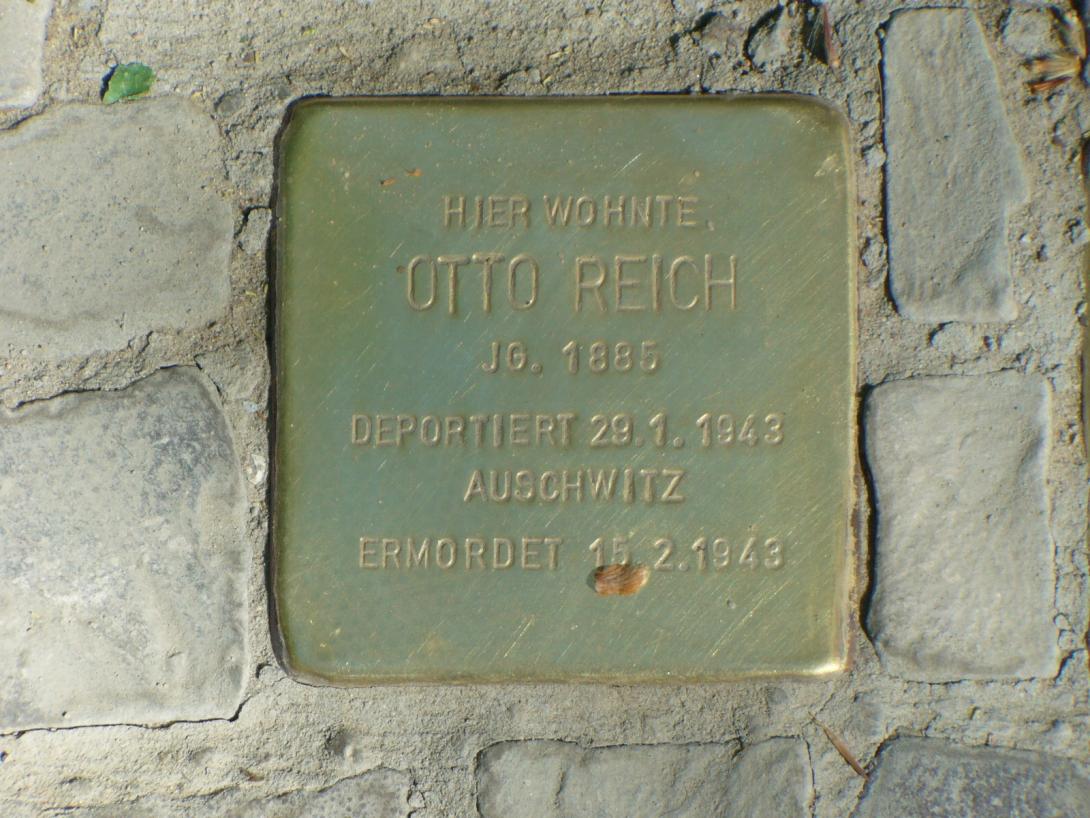 HIER WOHNTE
OTTO REICH
JG. 1885
DEPORTIERT 29.1.1943
AUSCHWITZ
ERMORDET 15.2.1943